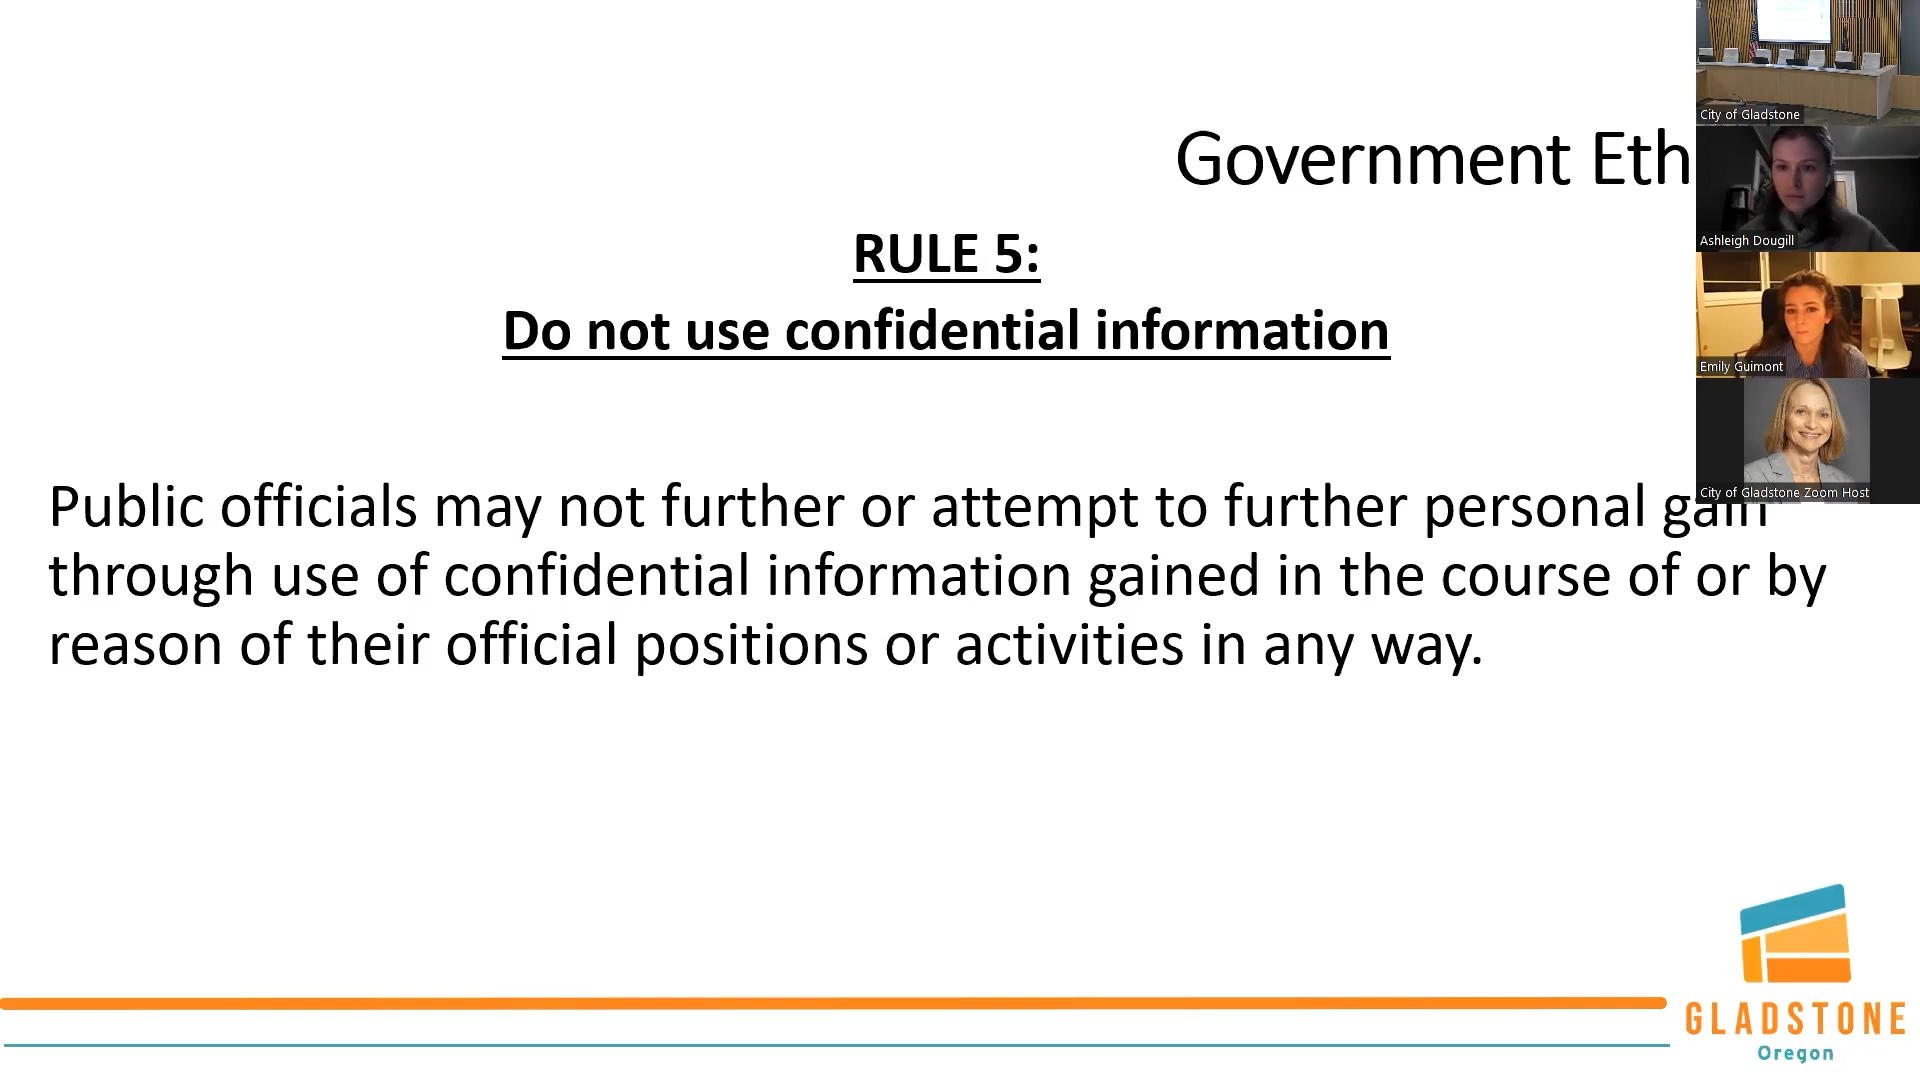 Government Eth
RULE 5:
Do not use confidential information
Public officials may not further or attempt to further personal gain
through use of confidential information gained in the course of or by
reason of their official positions or activities in any way.
City of Gladstone
Ashleigh Dougill
Emily Guimont
City of Gladstone Zoom Host
GLADSTONE
Oregon